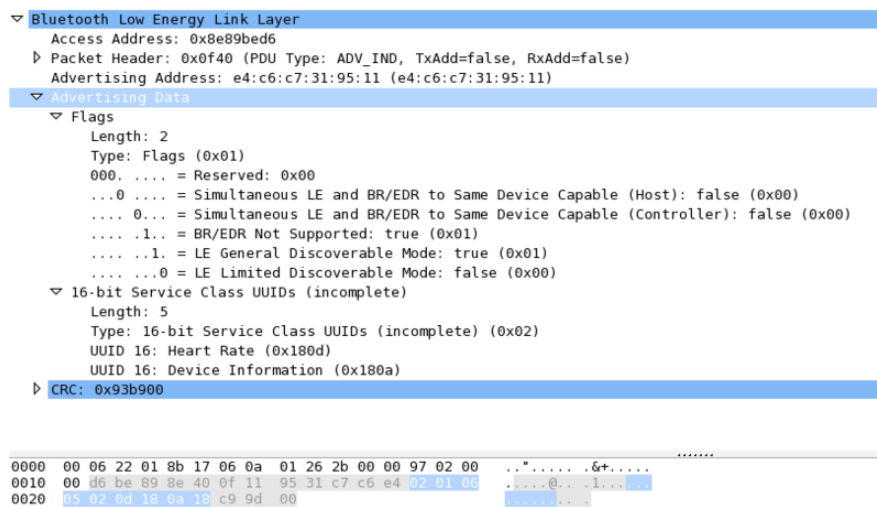 Bluetooth Low Energy Link Layer
Access Address: 0x8e89bed6
Packet Header: 0x0f40 (PDU Type: ADV_IND, TxAdd=false, RxAdd=false)
Advertising Address: e4:c6:c7:31:95:11 (e4:c6:c7:31:95:11)
Advertising Data
Flags
Length: 2
Type: Flags (0x01)
000. .... = Reserved: 0x00
...0 .... = Simultaneous LE and BR/EDR to Same Device Capable (Host): false (0x00)
.... 0... = Simultaneous LE and BR/EDR to Same Device Capable (Controller): false (0x00)
.... .1.. = BR/EDR Not Supported: true (0x01)
.... ..1. = LE General Discoverable Mode: true (0x01)
.... ...0 = LE Limited Discoverable Mode: false (0x00)
16-bit Service Class UUIDs (incomplete)
Length: 5
Type: 16-bit Service Class UUIDs (incomplete) (0x02)
UUID 16: Heart Rate (0x180d)
UUID 16: Device Information (0x180a)
CRC: 0x93b900
0000 00 06 22 01 8b 17 06 0a 01 26 2b 00 00 97 02 00 .."..... .&+.....
0010 00 d6 be 89 8e 40 0f 11 95 31 c7 c6 e4 02 01 06 .....@.. .1......
0020 05 02 0d 18 0a 18 c9 9d 00 ........ .